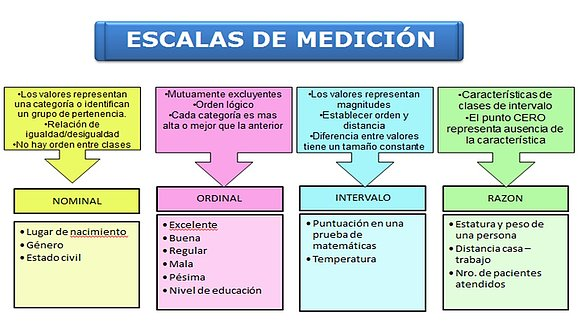 ESCALAS DE MEDICIÓN
•Los valores representan
una categoría o identifican
un grupo de pertenencia.
•Relación de
igualdad/desigualdad
•No hay orden entre clases
•Mutuamente excluyentes
•Orden lógico
•Cada categoría es mas
alta o mejor que la anterior
•Los valores representan
magnitudes
•Establecer orden y
distancia
•Diferencia entre valores
tiene un tamaño constante
•Características de
clases de intervalo
•El punto CERO
representa ausencia de
la característica
NOMINAL
ORDINAL
INTERVALO
RAZON
• Lugar de nacimiento
• Género
• Estado civil
• Excelente
• Buena
• Regular
• Mala
• Pésima
• Nivel de educación
• Puntuación en una
prueba de
matemáticas
• Temperatura
• Estatura y peso de
una persona
• Distancia casa –
trabajo
• Nro. de pacientes
atendidos